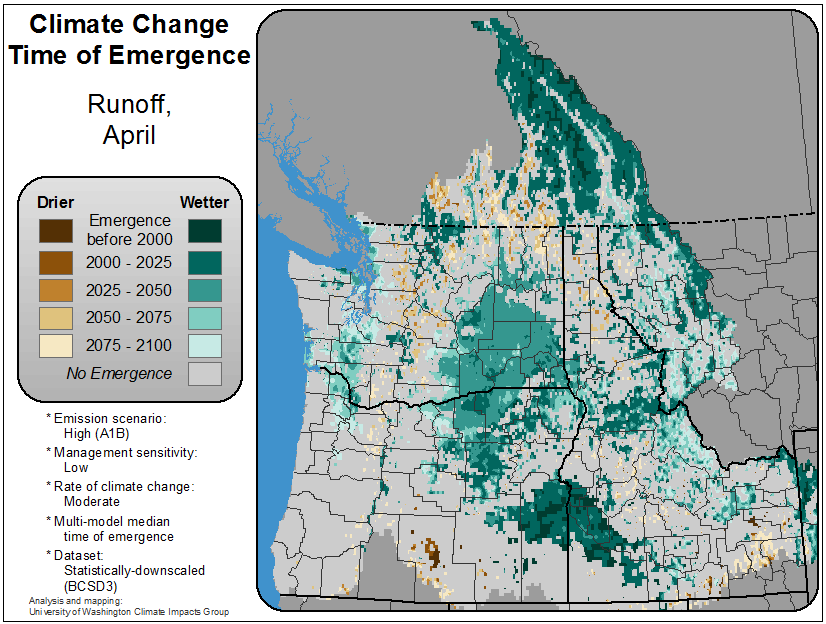 Climate Change
Time of Emergence
Runoff,
April
Drier
Wetter
Emergence
before 2000
2000 - 2025
2025 - 2050
2050 - 2075
2075 - 2100
No Emergence
* Emission scenario:
High (A1B)
* Management sensitivity:
Low
* Rate of climate change:
Moderate
* Multi-model median
time of emergence
* Dataset:
Statistically-downscaled
(BCSD3)
Analysis and mapping:
University of Washington Climate Impacts Group